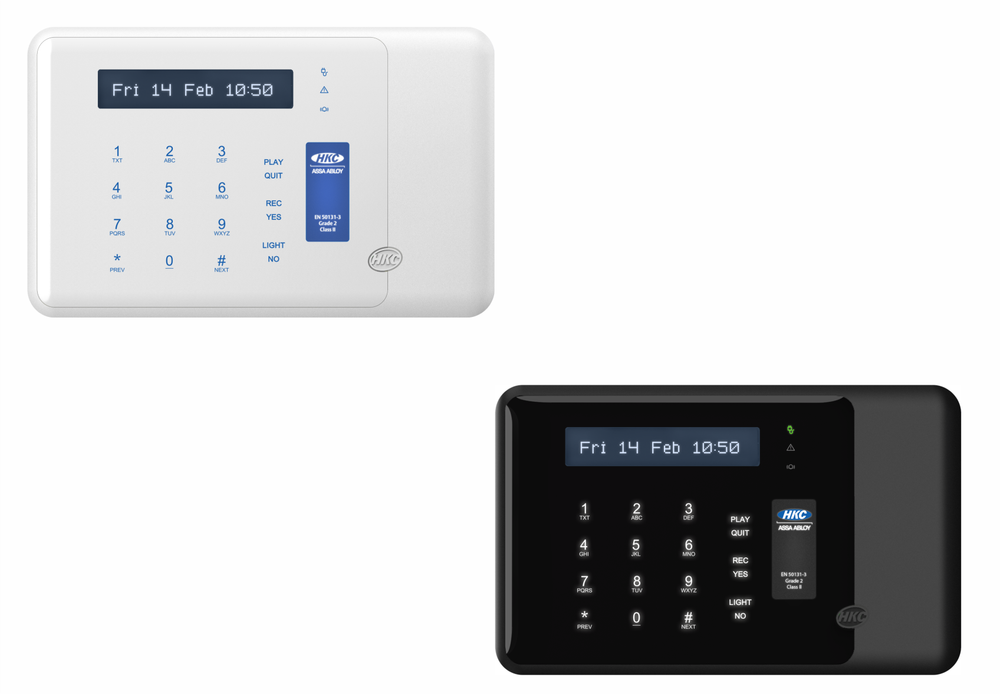 Fri 14 Feb 10:50
1 2 3
TXT ABC DEF
PLAY
QUIT
4 5 6
GHI JKL MNO
REC
YES
7 8 9
PQRS TUV WXYZ
LIGHT
NO
* 0 #
PREV NEXT
HKC
ASSA ABLOY
EN 50131-3
Grade 2
Class II
HKC
Fri 14 Feb 10:50
1 2 3
TXT ABC DEF
PLAY
QUIT
4 5 6
GHI JKL MNO
REC
YES
7 8 9
PQRS TUV WXYZ
LIGHT
NO
* 0 #
PREV NEXT
HKC
ASSA ABLOY
EN 50131-3
Grade 2
Class II
HKC